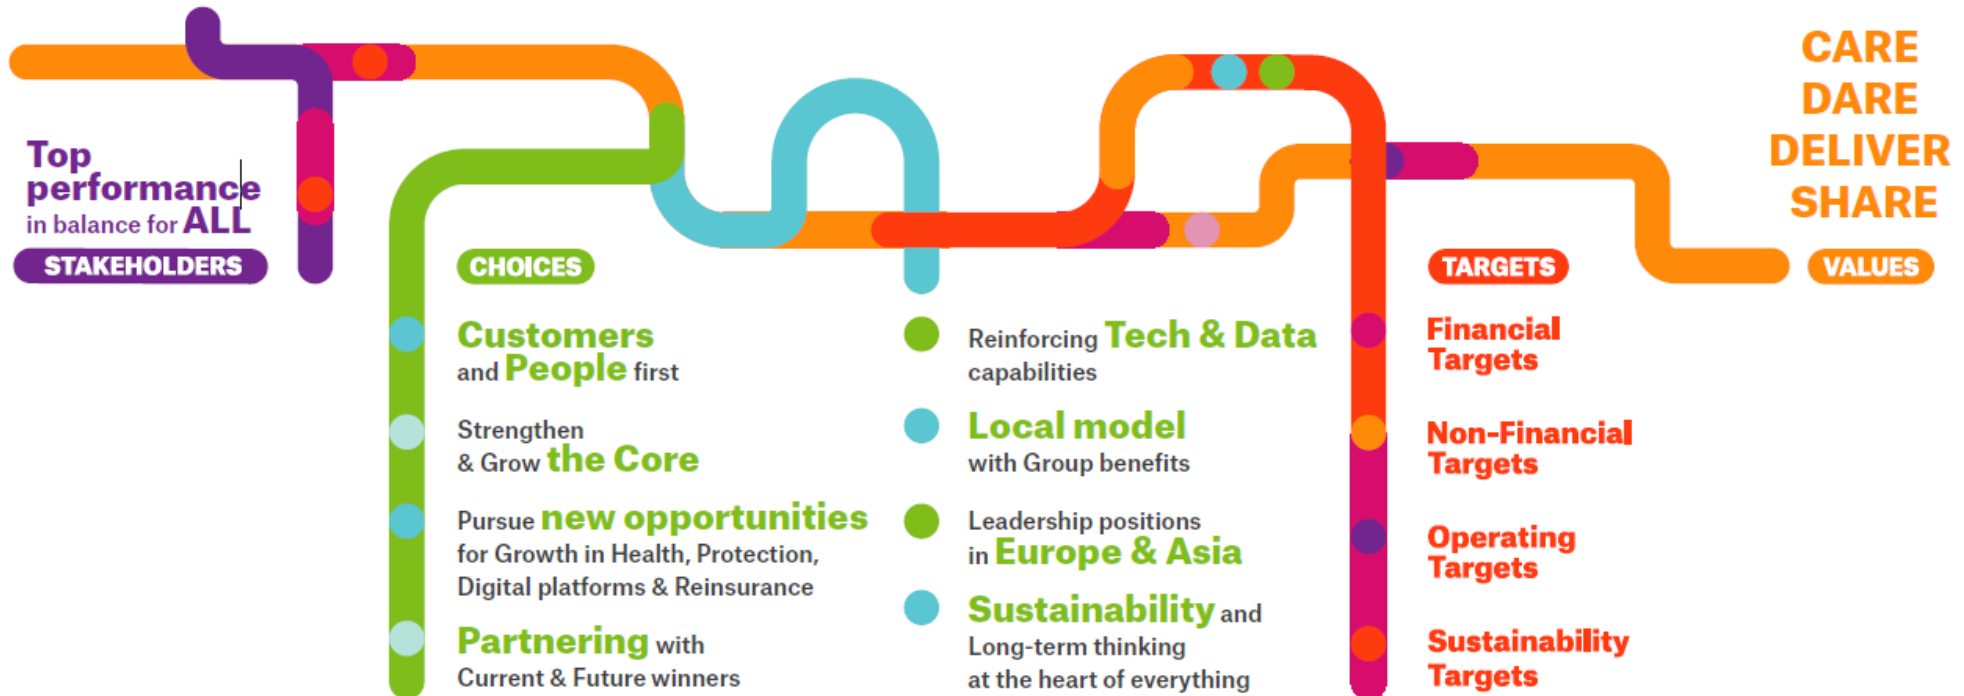 Top
performance
in balance for ALL
STAKEHOLDERS
CHOICES
Customers
and People first
Strengthen
& Grow the Core
Pursue new opportunities
for Growth in Health, Protection,
Digital platforms & Reinsurance
Partnering with
Current & Future winners
Reinforcing Tech & Data
capabilities
Local model
with Group benefits
Leadership positions
in Europe & Asia
Sustainability and
Long-term thinking
at the heart of everything
TARGETS
Financial
Targets
Non-Financial
Targets
Operating
Targets
Sustainability
Targets
CARE
DARE
DELIVER
SHARE
VALUES